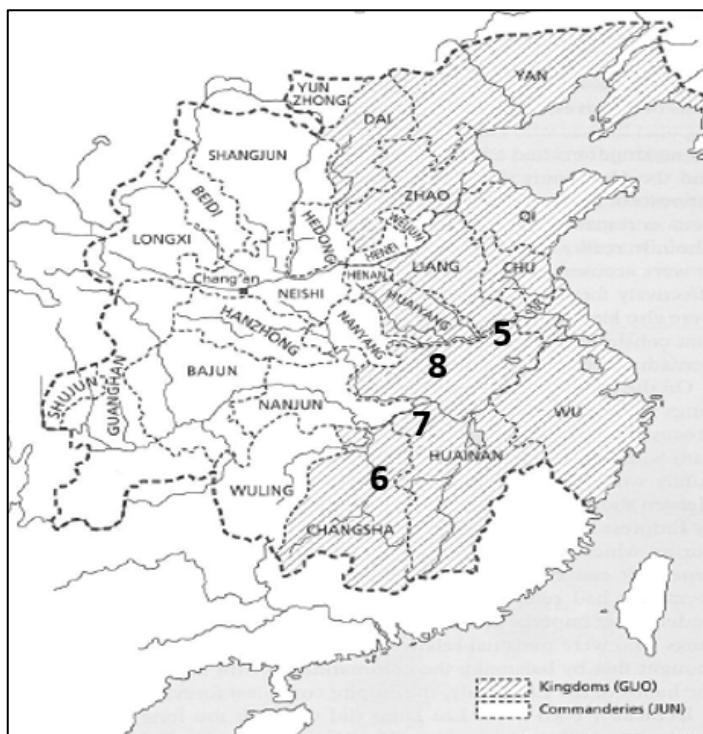 YAN
YUN
ZHONG
DAI
SHANGJUN
BEIDI
ZHAO
HEDONG
WEIJUN
QI
LONGXI
HENEI
LIANG
CHU
Chang'an
HENAN
NEISHI
HUAIYANG
5
HANZHONG
NANYANG
8
BAJUN
SHUJUN
GUANGHAN
NANJUN
7
WU
HUAINAN
6
WULING
CHANGSHA
Kingdoms (GUO)
Commanderies (JUN)